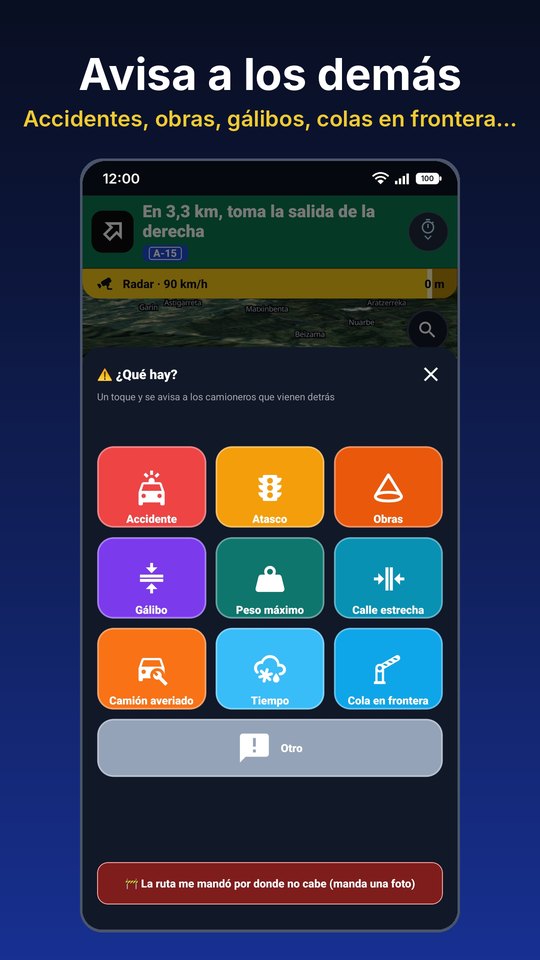 Avisa a los demás
Accidentes, obras, gálibos, colas en frontera...
12:00
100
En 3,3 km, toma la salida de la
derecha
A-15
Radar · 90 km/h
0 m
Garin
Astigarreta
Matxinbenta
Aratzerreka
Nuarbe
Beizama
⚠️ ¿Qué hay?
Un toque y se avisa a los camioneros que vienen detrás
Accidente
Atasco
Obras
Gálibo
Peso máximo
Calle estrecha
Camión averiado
Tiempo
Cola en frontera
Otro
🚧 La ruta me mandó por donde no cabe (manda una foto)